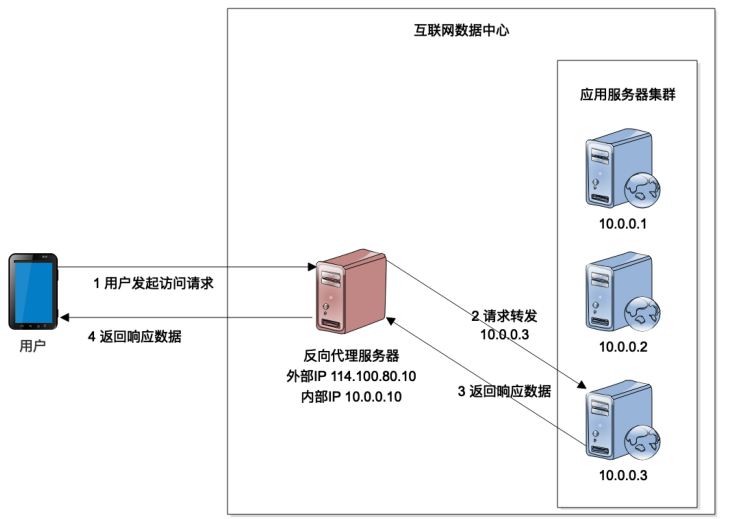 互联网数据中心
应用服务器集群
10.0.0.1
1 用户发起访问请求
2 请求转发
10.0.0.3
10.0.0.2
4 返回响应数据
用户
反向代理服务器
外部IP 114.100.80.10
内部IP 10.0.0.10
3 返回响应数据
10.0.0.3